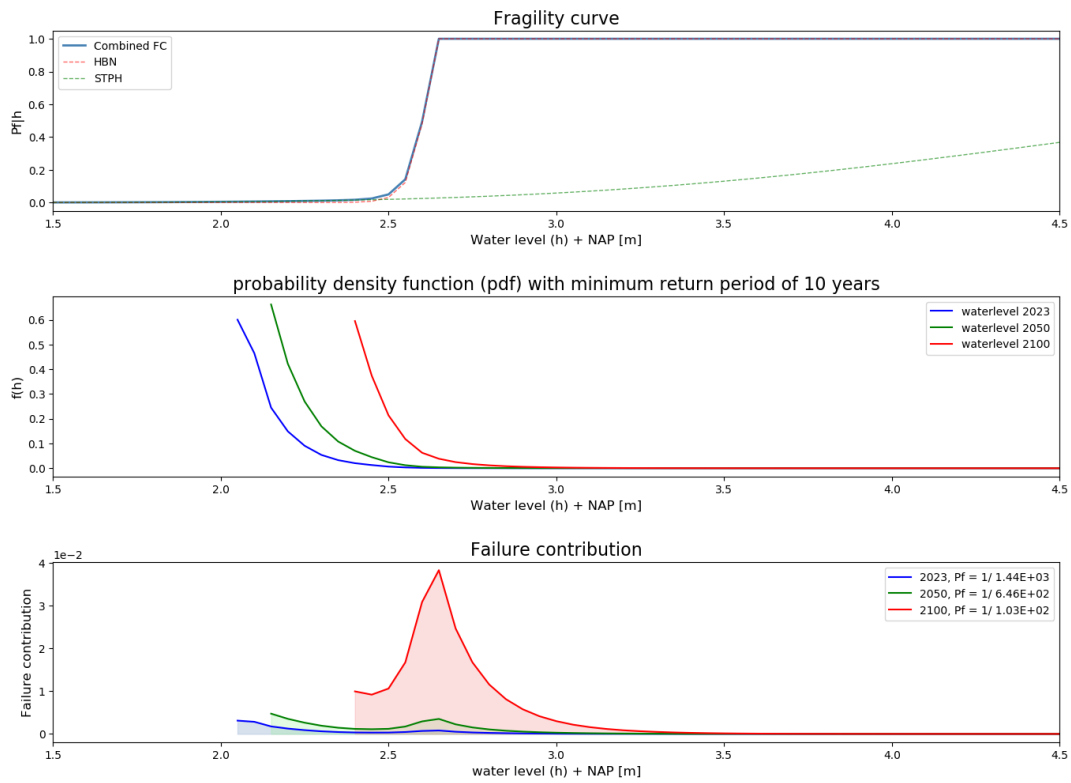 Fragility curve
1.0
0.8
0.6
0.4
0.2
0.0
Pf|h
Combined FC
HBN
STPH
1.5 2.0 2.5 3.0 3.5 4.0 4.5
Water level (h) + NAP [m]
probability density function (pdf) with minimum return period of 10 years
0.6
0.5
0.4
0.3
0.2
0.1
0.0
f(h)
waterlevel 2023
waterlevel 2050
waterlevel 2100
1.5 2.0 2.5 3.0 3.5 4.0 4.5
Water level (h) + NAP [m]
Failure contribution
1e−2
4
3
2
1
0
Failure contribution
2023, Pf = 1/ 1.44E+03
2050, Pf = 1/ 6.46E+02
2100, Pf = 1/ 1.03E+02
1.5 2.0 2.5 3.0 3.5 4.0 4.5
water level (h) + NAP [m]